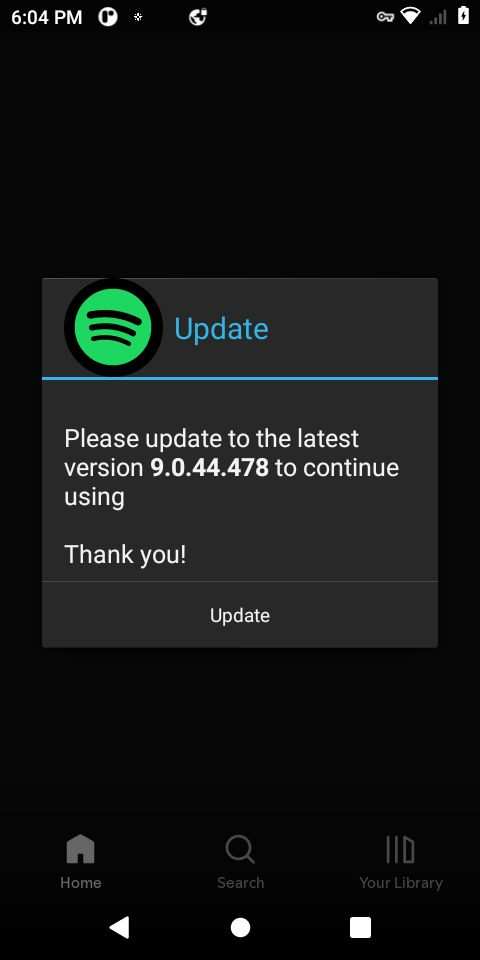 6:04 PM
Update
Please update to the latest
version 9.0.44.478 to continue
using
Thank you!
Update
Home
Search
Your Library